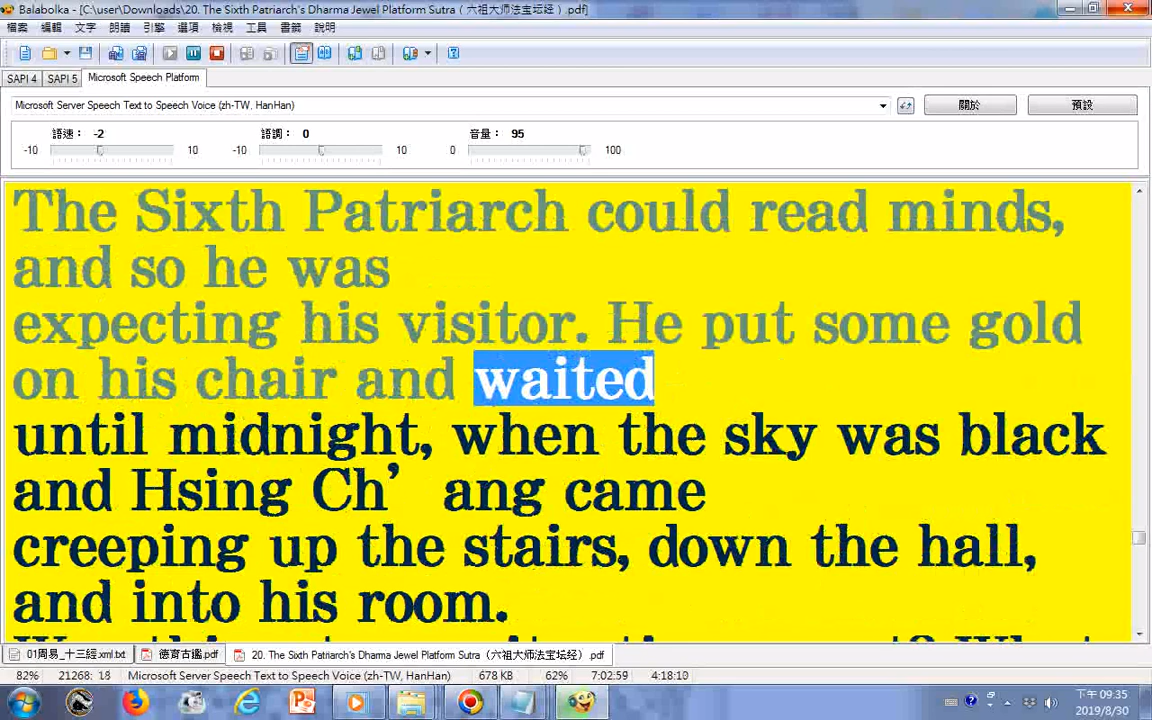 Balabolka - [C:\user\Downloads\20. The Sixth Patriarch's Dharma Jewel Platform Sutra（六祖大师法宝坛经）.pdf]
檔案 編輯 文字 朗讀 引擎 選項 檢視 工具 書籤 說明
SAPI 4 SAPI 5 Microsoft Speech Platform
Microsoft Server Speech Text to Speech Voice (zh-TW, HanHan) 關於 預設
語速： -2 語調： 0 音量： 95
-10 10 -10 10 0 100
The Sixth Patriarch could read minds,
and so he was
expecting his visitor. He put some gold
on his chair and waited
until midnight, when the sky was black
and Hsing Ch’ang came
creeping up the stairs, down the hall,
and into his room.
01周易_十三經.xml.txt 德育古鑑.pdf 20. The Sixth Patriarch's Dharma Jewel Platform Sutra（六祖大师法宝坛经）.pdf
82% 21268: 18 Microsoft Server Speech Text to Speech Voice (zh-TW, HanHan) 678 KB 62% 7:02:59 4:18:10
下午 09:35
2019/8/30